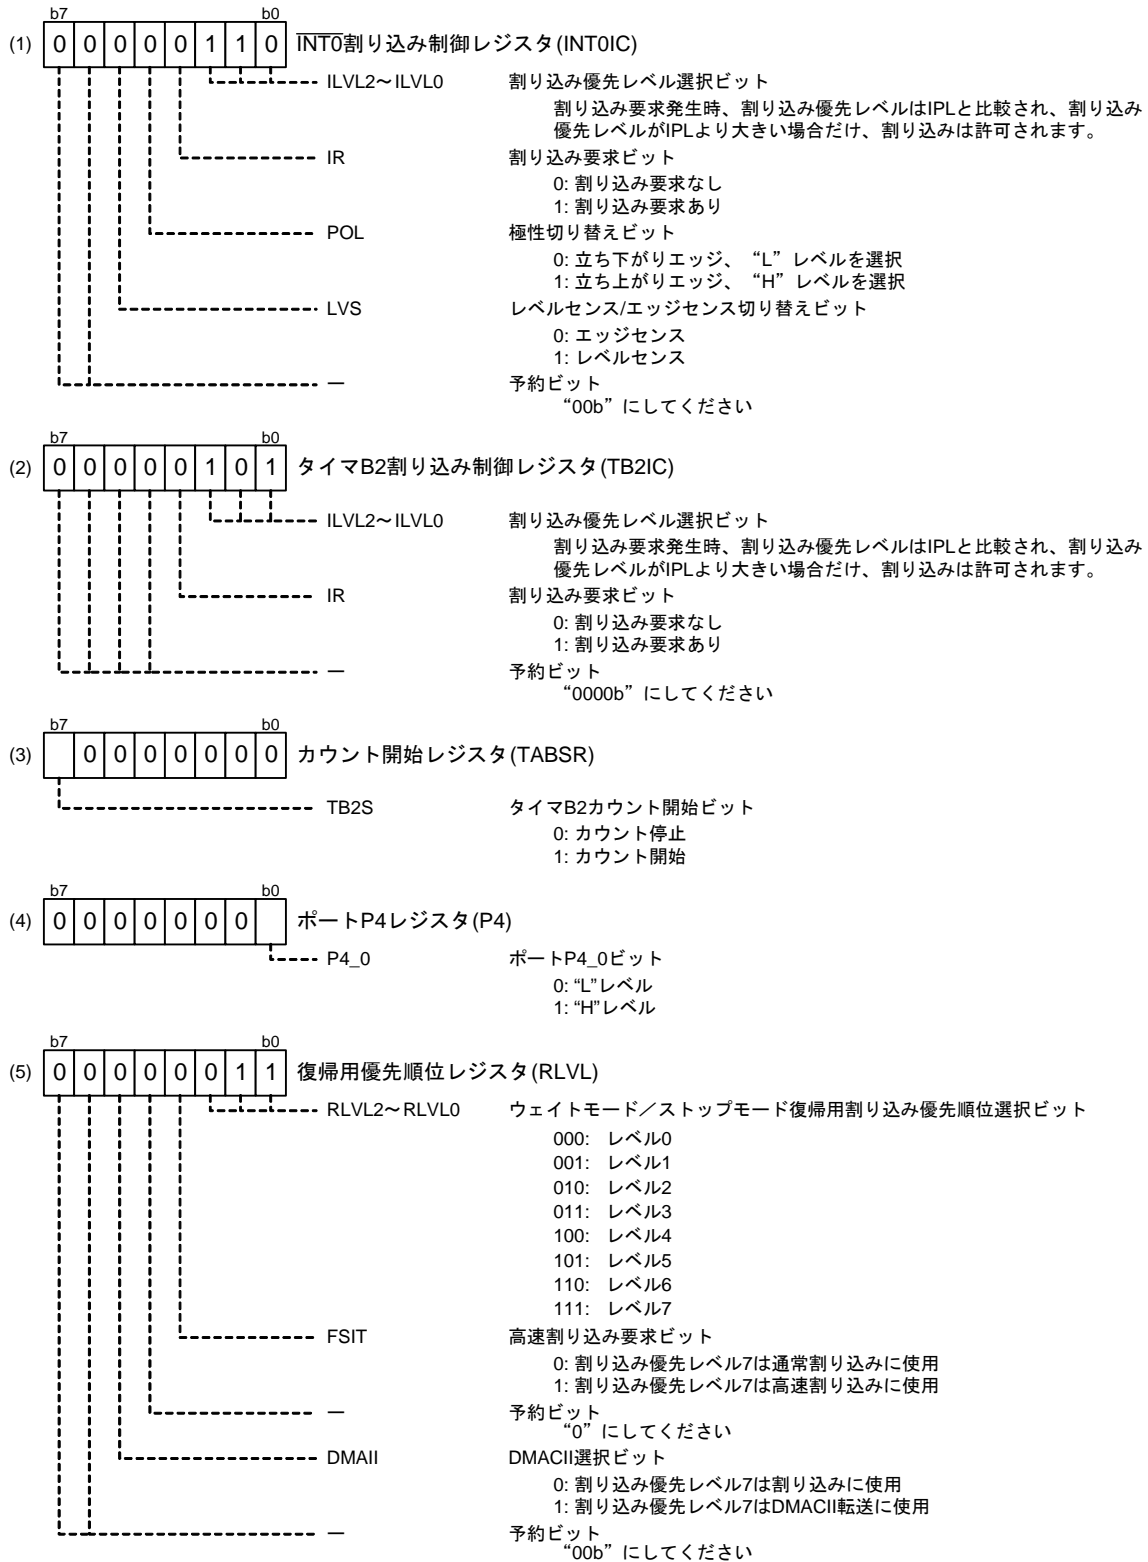 b7 b0
(1) 0 0 0 0 0 1 1 0 INT0割り込み制御レジスタ(INT0IC)
ILVL2～ILVL0 割り込み優先レベル選択ビット
割り込み要求発生時、割り込み優先レベルはIPLと比較され、割り込み
優先レベルがIPLより大きい場合だけ、割り込みは許可されます。
IR 割り込み要求ビット
0: 割り込み要求なし
1: 割り込み要求あり
POL 極性切り替えビット
0: 立ち下がりエッジ、“L”レベルを選択
1: 立ち上がりエッジ、“H”レベルを選択
LVS レベルセンス/エッジセンス切り替えビット
0: エッジセンス
1: レベルセンス
― 予約ビット
“00b”にしてください
b7 b0
(2) 0 0 0 0 0 1 0 1 タイマB2割り込み制御レジスタ(TB2IC)
ILVL2～ILVL0 割り込み優先レベル選択ビット
割り込み要求発生時、割り込み優先レベルはIPLと比較され、割り込み
優先レベルがIPLより大きい場合だけ、割り込みは許可されます。
IR 割り込み要求ビット
0: 割り込み要求なし
1: 割り込み要求あり
― 予約ビット
“0000b”にしてください
b7 b0
(3) 0 0 0 0 0 0 0 カウント開始レジスタ(TABSR)
TB2S タイマB2カウント開始ビット
0: カウント停止
1: カウント開始
b7 b0
(4) 0 0 0 0 0 0 0 ポートP4レジスタ(P4)
P4_0 ポートP4_0ビット
0: “L”レベル
1: “H”レベル
b7 b0
(5) 0 0 0 0 0 0 1 1 復帰用優先順位レジスタ(RLVL)
RLVL2～RLVL0 ウェイトモード／ストップモード復帰用割り込み優先順位選択ビット
000: レベル0
001: レベル1
010: レベル2
011: レベル3
100: レベル4
101: レベル5
110: レベル6
111: レベル7
FSIT 高速割り込み要求ビット
0: 割り込み優先レベル7は通常割り込みに使用
1: 割り込み優先レベル7は高速割り込みに使用
― 予約ビット
“0”にしてください
DMAII DMACII選択ビット
0: 割り込み優先レベル7は割り込みに使用
1: 割り込み優先レベル7はDMACII転送に使用
― 予約ビット
“00b”にしてください